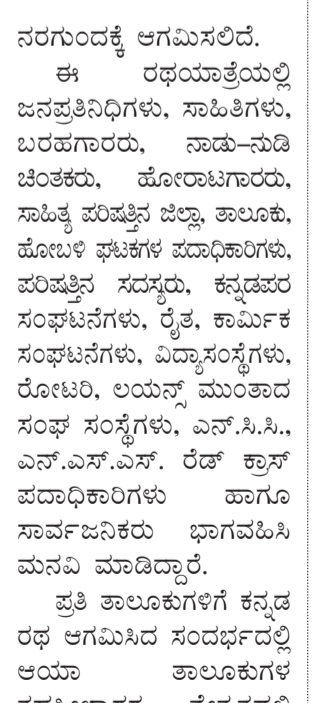 ನರಗುಂದಕ್ಕೆ ಆಗಮಿಸಲಿದೆ.
ಈ ರಥಯಾತ್ರೆಯಲ್ಲಿ
ಜನಪ್ರತಿನಿಧಿಗಳು, ಸಾಹಿತಿಗಳು,
ಬರಹಗಾರರು, ನಾಡು–ನುಡಿ
ಚಿಂತಕರು, ಹೋರಾಟಗಾರರು,
ಸಾಹಿತ್ಯ ಪರಿಷತ್ತಿನ ಜಿಲ್ಲಾ, ತಾಲೂಕು,
ಹೋಬಳಿ ಘಟಕಗಳ ಪದಾಧಿಕಾರಿಗಳು,
ಪರಿಷತ್ತಿನ ಸದಸ್ಯರು, ಕನ್ನಡಪರ
ಸಂಘಟನೆಗಳು, ರೈತ, ಕಾರ್ಮಿಕ
ಸಂಘಟನೆಗಳು, ವಿದ್ಯಾಸಂಸ್ಥೆಗಳು,
ರೋಟರಿ, ಲಯನ್ಸ್ ಮುಂತಾದ
ಸಂಘ ಸಂಸ್ಥೆಗಳು, ಎನ್.ಸಿ.ಸಿ.,
ಎನ್.ಎಸ್.ಎಸ್. ರೆಡ್ ಕ್ರಾಸ್
ಪದಾಧಿಕಾರಿಗಳು ಹಾಗೂ
ಸಾರ್ವಜನಿಕರು ಭಾಗವಹಿಸಿ
ಮನವಿ ಮಾಡಿದ್ದಾರೆ.
ಪ್ರತಿ ತಾಲೂಕುಗಳಿಗೆ ಕನ್ನಡ
ರಥ ಆಗಮಿಸಿದ ಸಂದರ್ಭದಲ್ಲಿ
ಆಯಾ ತಾಲೂಕುಗಳ